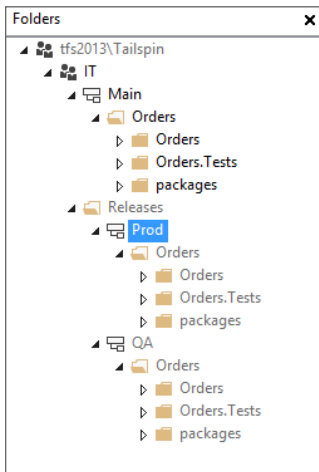 Folders
tfs2013\Tailspin
IT
Main
Orders
Orders
Orders.Tests
packages
Releases
Prod
Orders
Orders
Orders.Tests
packages
QA
Orders
Orders
Orders.Tests
packages